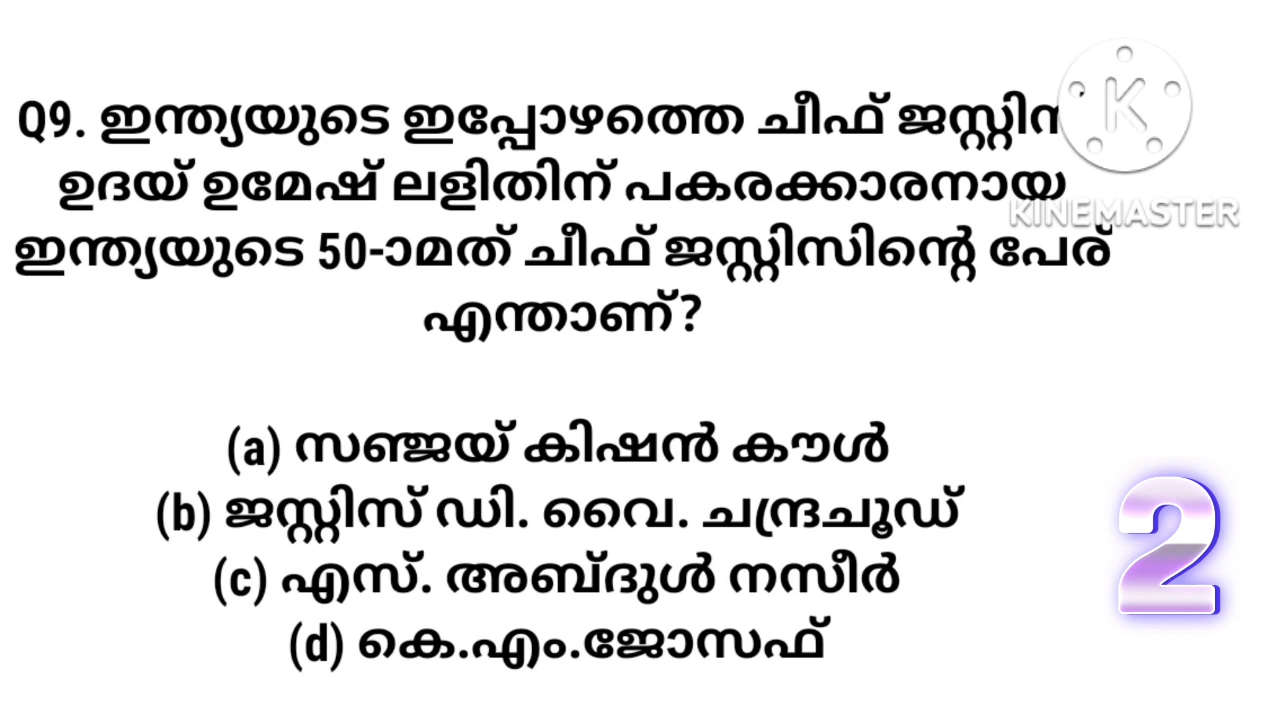 Q9. ഇന്ത്യയുടെ ഇപ്പോഴത്തെ ചീഫ്
ഉദയ് ഉമേഷ് ലളിതിന് പകരക്കാരനായ
ഇന്ത്യയുടെ 50-ാമത് ചീഫ് ജസ്റ്റിസിന്റെ പേര്
എന്താണ്?
(a) സഞ്ജയ് കിഷൻ കൗൾ
(b) ജസ്റ്റിസ് ഡി. വൈ. ചന്ദ്രചൂഡ്
(c) എസ്. അബ്ദുൾ നസീർ
(d) കെ.എം.ജോസഫ്
K
KINEMASTER
2